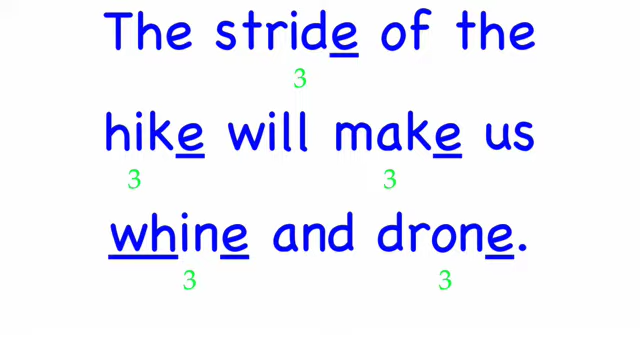 The stride of the
3
hike will make us
3 3
whine and drone.
3 3